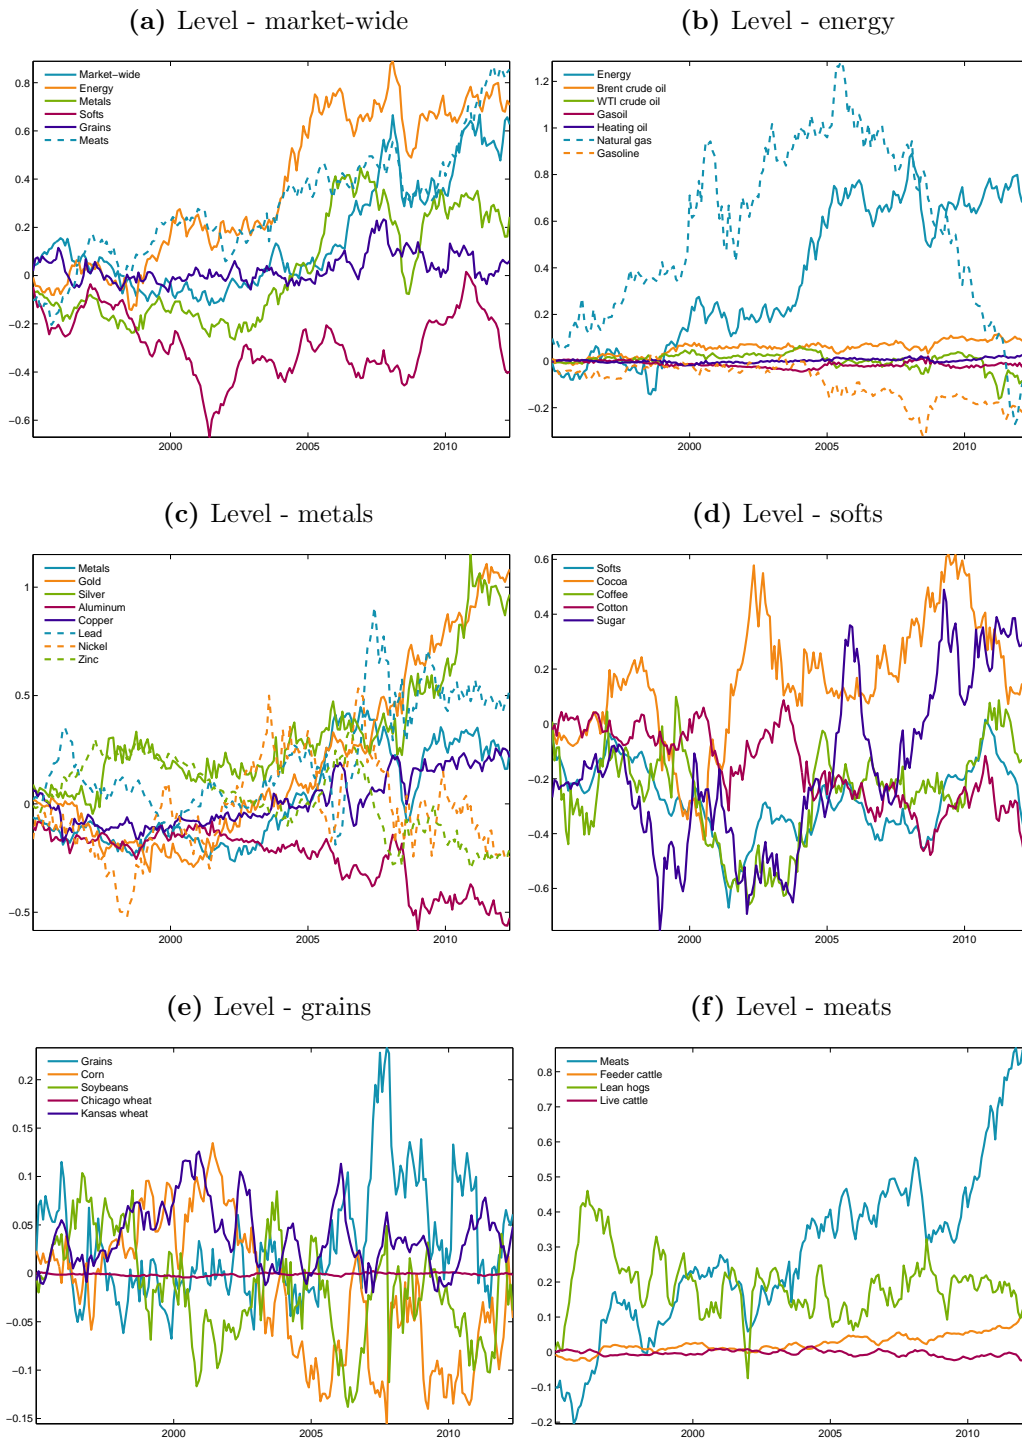 (a) Level - market-wide
Market-wide
Energy
Metals
Softs
Grains
Meats
0.8
0.6
0.4
0.2
0
−0.2
−0.4
−0.6
2000
2005
2010
(b) Level - energy
Energy
Brent crude oil
WTI crude oil
Gasoil
Heating oil
Natural gas
Gasoline
1.2
1
0.8
0.6
0.4
0.2
0
−0.2
2000
2005
2010
(c) Level - metals
Metals
Gold
Silver
Aluminum
Copper
Lead
Nickel
Zinc
1
0.5
0
−0.5
2000
2005
2010
(d) Level - softs
Softs
Cocoa
Coffee
Cotton
Sugar
0.6
0.4
0.2
0
−0.2
−0.4
−0.6
2000
2005
2010
(e) Level - grains
Grains
Corn
Soybeans
Chicago wheat
Kansas wheat
0.2
0.15
0.1
0.05
0
−0.05
−0.1
−0.15
2000
2005
2010
(f) Level - meats
Meats
Feeder cattle
Lean hogs
Live cattle
0.8
0.7
0.6
0.5
0.4
0.3
0.2
0.1
0
−0.1
−0.2
2000
2005
2010